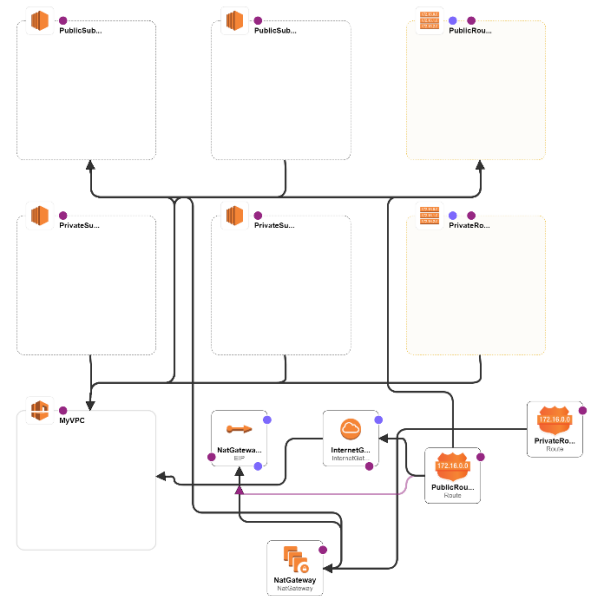 PublicSub...
PublicSub...
PublicRou...
PrivateSu...
PrivateSu...
PrivateRo...
MyVPC
NatGatewa...
EIP
InternetG...
InternetGat...
172.16.0.0
PrivateRo...
Route
172.16.0.0
PublicRou...
Route
NatGateway
NatGateway